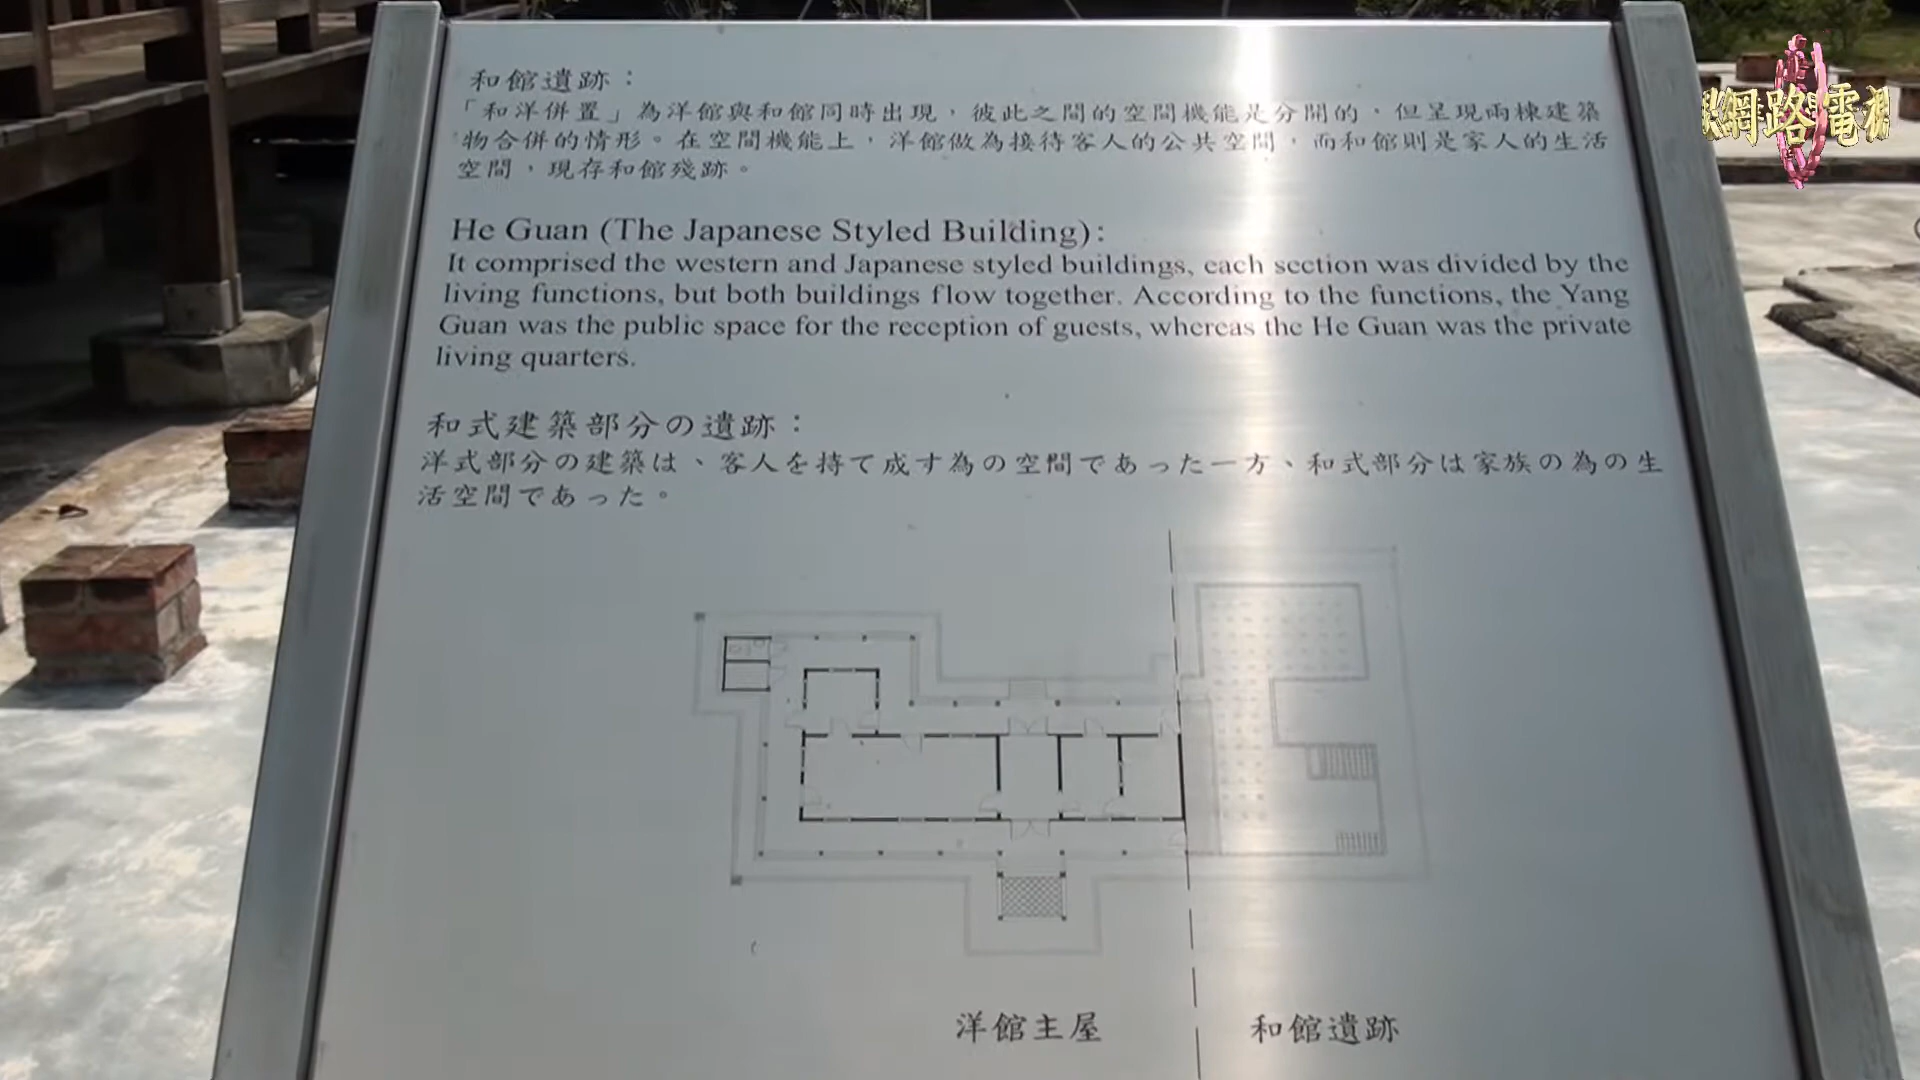 和館遺跡：
「和洋併置」為洋館與和館同時出現，彼此之間的空間機能是分開的，但呈現兩棟建築
物合併的情形。在空間機能上，洋館做為接待客人的公共空間，而和館則是家人的生活
空間，現存和館殘跡。
He Guan (The Japanese Styled Building):
It comprised the western and Japanese styled buildings, each section was divided by the
living functions, but both buildings flow together. According to the functions, the Yang
Guan was the public space for the reception of guests, whereas the He Guan was the private
living quarters.
和式建築部分の遺跡：
洋式部分の建築は、客人を持て成す為の空間であった一方、和式部分は家族の為の生
活空間であった。
洋館主屋
和館遺跡
網路電視